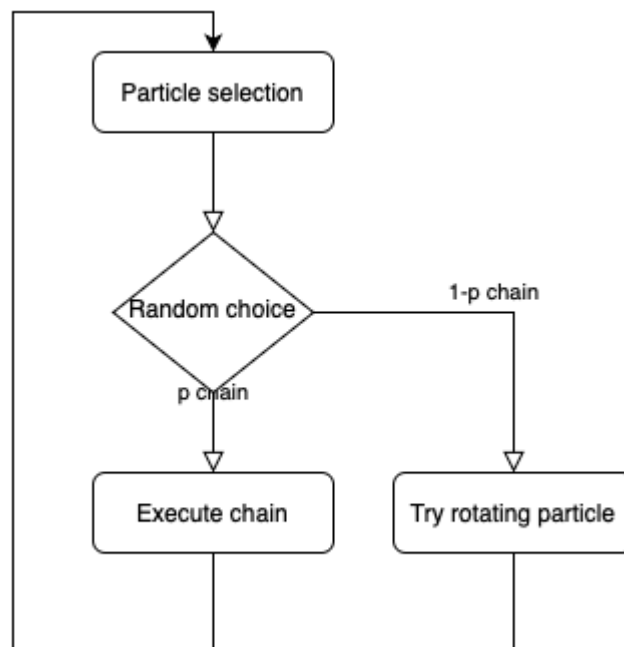 Particle selection
Random choice
1-p chain
p chain
Execute chain
Try rotating particle